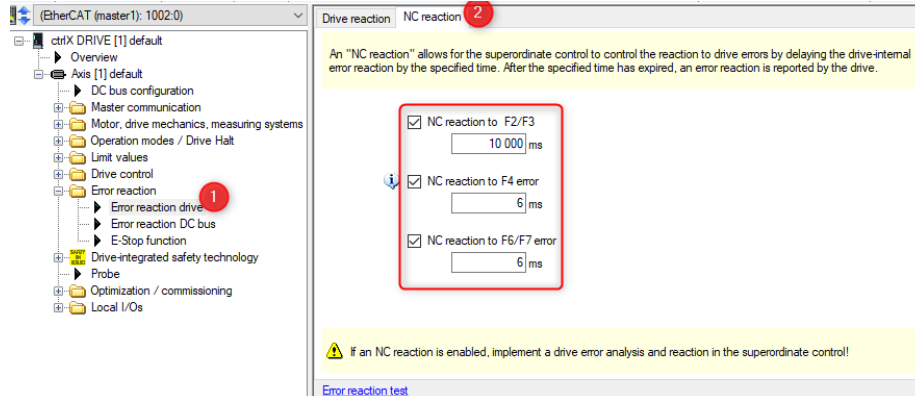 (EtherCAT (master1): 1002:0)
ctrlX DRIVE [1] default
Overview
Axis [1] default
DC bus configuration
Master communication
Motor, drive mechanics, measuring systems
Operation modes / Drive Halt
Limit values
Drive control
Error reaction
1
Error reaction drive
Error reaction DC bus
E-Stop function
Drive-integrated safety technology
Probe
Optimization / commissioning
Local I/Os
Drive reaction NC reaction 2
An "NC reaction" allows for the superordinate control to control the reaction to drive errors by delaying the drive-internal
error reaction by the specified time. After the specified time has expired, an error reaction is reported by the drive.
NC reaction to F2/F3
10 000 ms
NC reaction to F4 error
6 ms
NC reaction to F6/F7 error
6 ms
If an NC reaction is enabled, implement a drive error analysis and reaction in the superordinate control!
Error reaction test